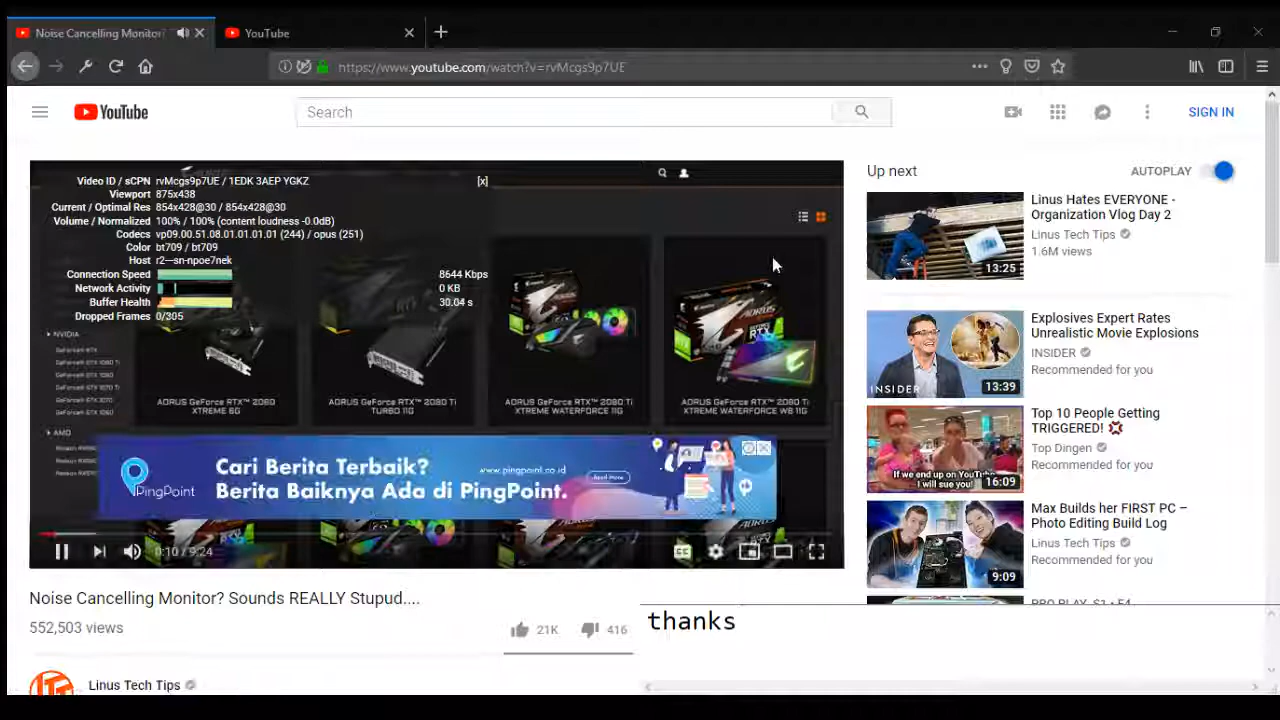 Noise Cancelling Monitor?
YouTube
https://www.youtube.com/watch?v=rvMcgs9p7UE
YouTube
Search
SIGN IN
Video ID / sCPN rvMcgs9p7UE / 1EDK 3AEP YGKZ
[x]
Viewport 875x438
Current / Optimal Res 854x428@30 / 854x428@30
Volume / Normalized 100% / 100% (content loudness -0.0dB)
Codecs vp09.00.51.08.01.01.01.01 (244) / opus (251)
Color bt709 / bt709
Host r2---sn-npoe7nek
Connection Speed 8644 Kbps
Network Activity 0 KB
Buffer Health 30.04 s
Dropped Frames 0/305
NVIDIA
AORUS GeForce RTX™ 2060
XTREME 6G
AORUS GeForce RTX™ 2080 Ti
TURBO 11G
AORUS GeForce RTX™ 2080 Ti
XTREME WATERFORCE 11G
AORUS GeForce RTX™ 2080 Ti
XTREME WATERFORCE WB 11G
AMD
PingPoint
Cari Berita Terbaik?
Berita Baiknya Ada di PingPoint.
www.pingpoint.co.id
Read More
0:10 / 9:24
CC
Noise Cancelling Monitor? Sounds REALLY Stupud....
552,503 views
21K
416
LTT
Linus Tech Tips
Up next
AUTOPLAY
13:25
Linus Hates EVERYONE -
Organization Vlog Day 2
Linus Tech Tips
1.6M views
INSIDER
13:39
Explosives Expert Rates
Unrealistic Movie Explosions
INSIDER
Recommended for you
If we end up on YouTube
I will sue you!
16:09
Top 10 People Getting
TRIGGERED! 💢
Top Dingen
Recommended for you
9:09
Max Builds her FIRST PC –
Photo Editing Build Log
Linus Tech Tips
Recommended for you
thanks